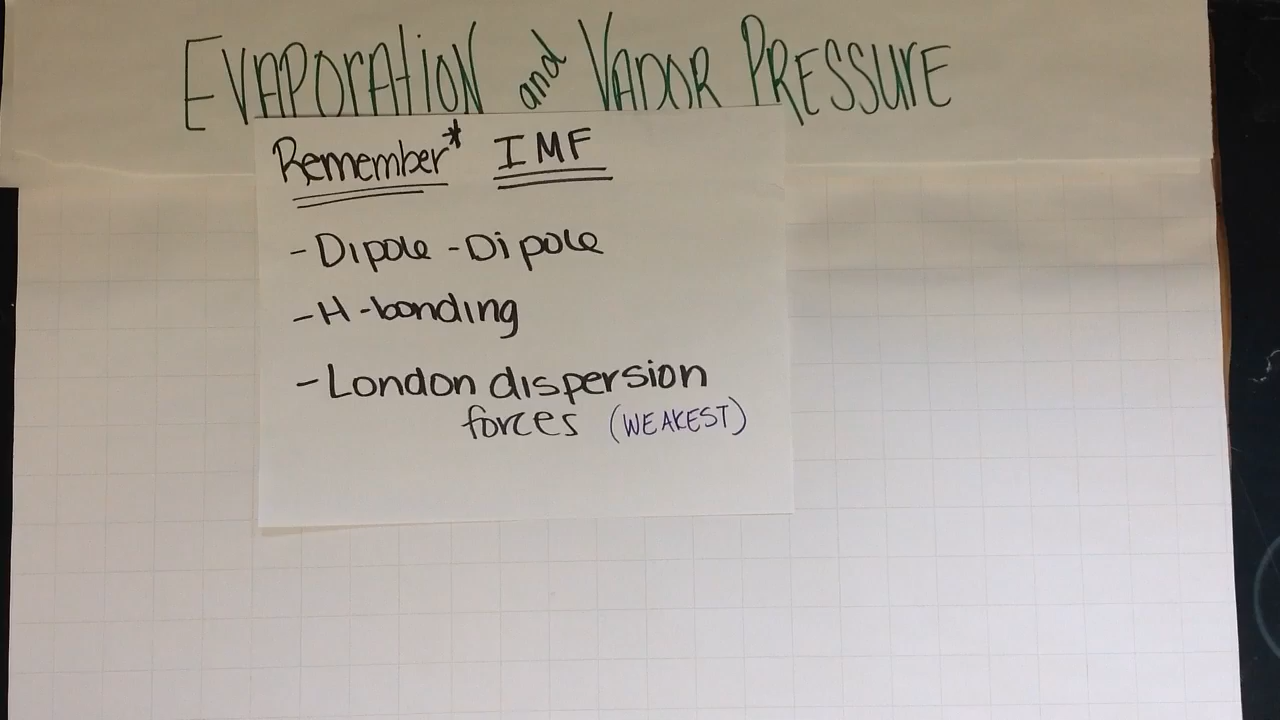 EVAPORATION and VAPOR PRESSURE
Remember* IMF
- Dipole - Dipole
- H-bonding
- London dispersion
forces (WEAKEST)